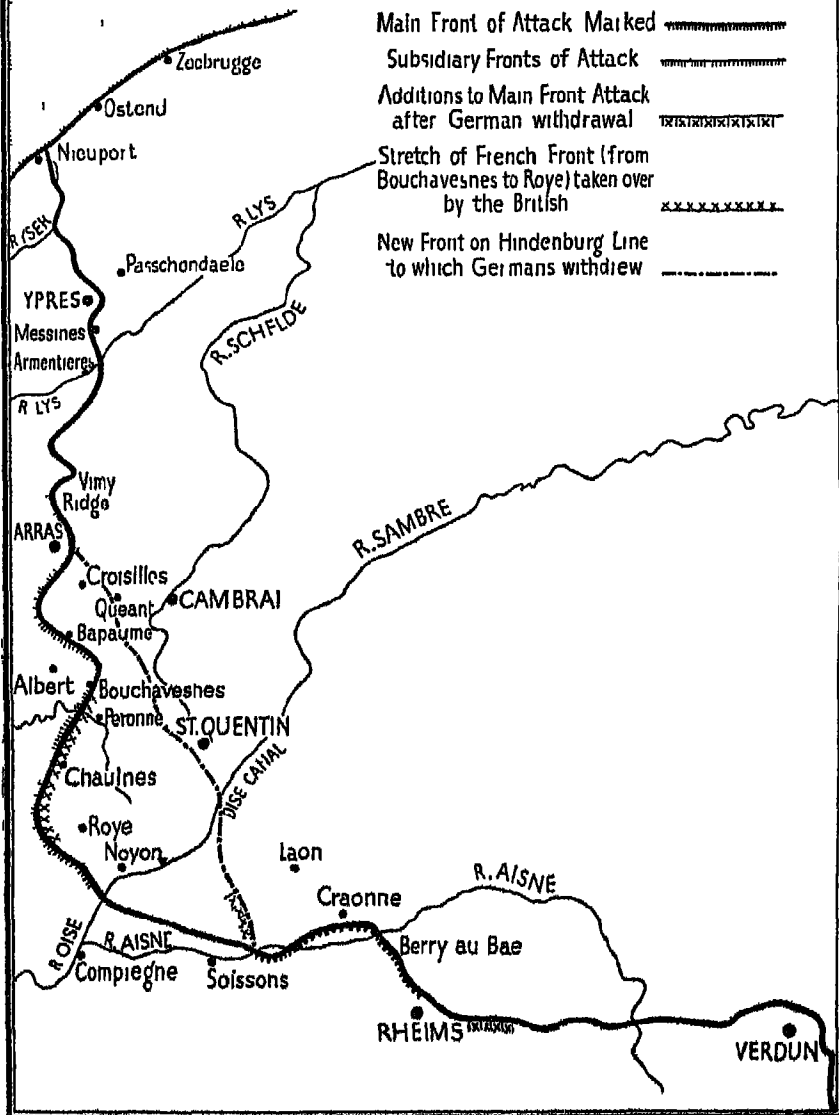 Main Front of Attack Marked
Subsidiary Fronts of Attack
Additions to Main Front Attack
after German withdrawal
Stretch of French Front (from
Bouchavesnes to Roye) taken over
by the British
New Front on Hindenburg Line
to which Germans withdrew
Zeebrugge
Ostend
Nieuport
R LYS
R YSER
Passchendaele
YPRES
Messines
Armentieres
R. SCHELDE
R LYS
Vimy
Ridge
ARRAS
R. SAMBRE
Croisilles
Queant
CAMBRAI
Bapaume
Albert
Bouchavesnes
Peronne
ST. QUENTIN
Chaulnes
OISE CANAL
Roye
Noyon
Laon
Craonne
R. AISNE
R OISE
R. AISNE
Berry au Bae
Compiegne
Soissons
RHEIMS
VERDUN